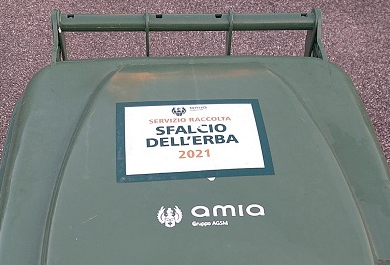 SERVIZIO RACCOLTA
SFALCIO
DELL'ERBA
2021
amia
Gruppo AGSM